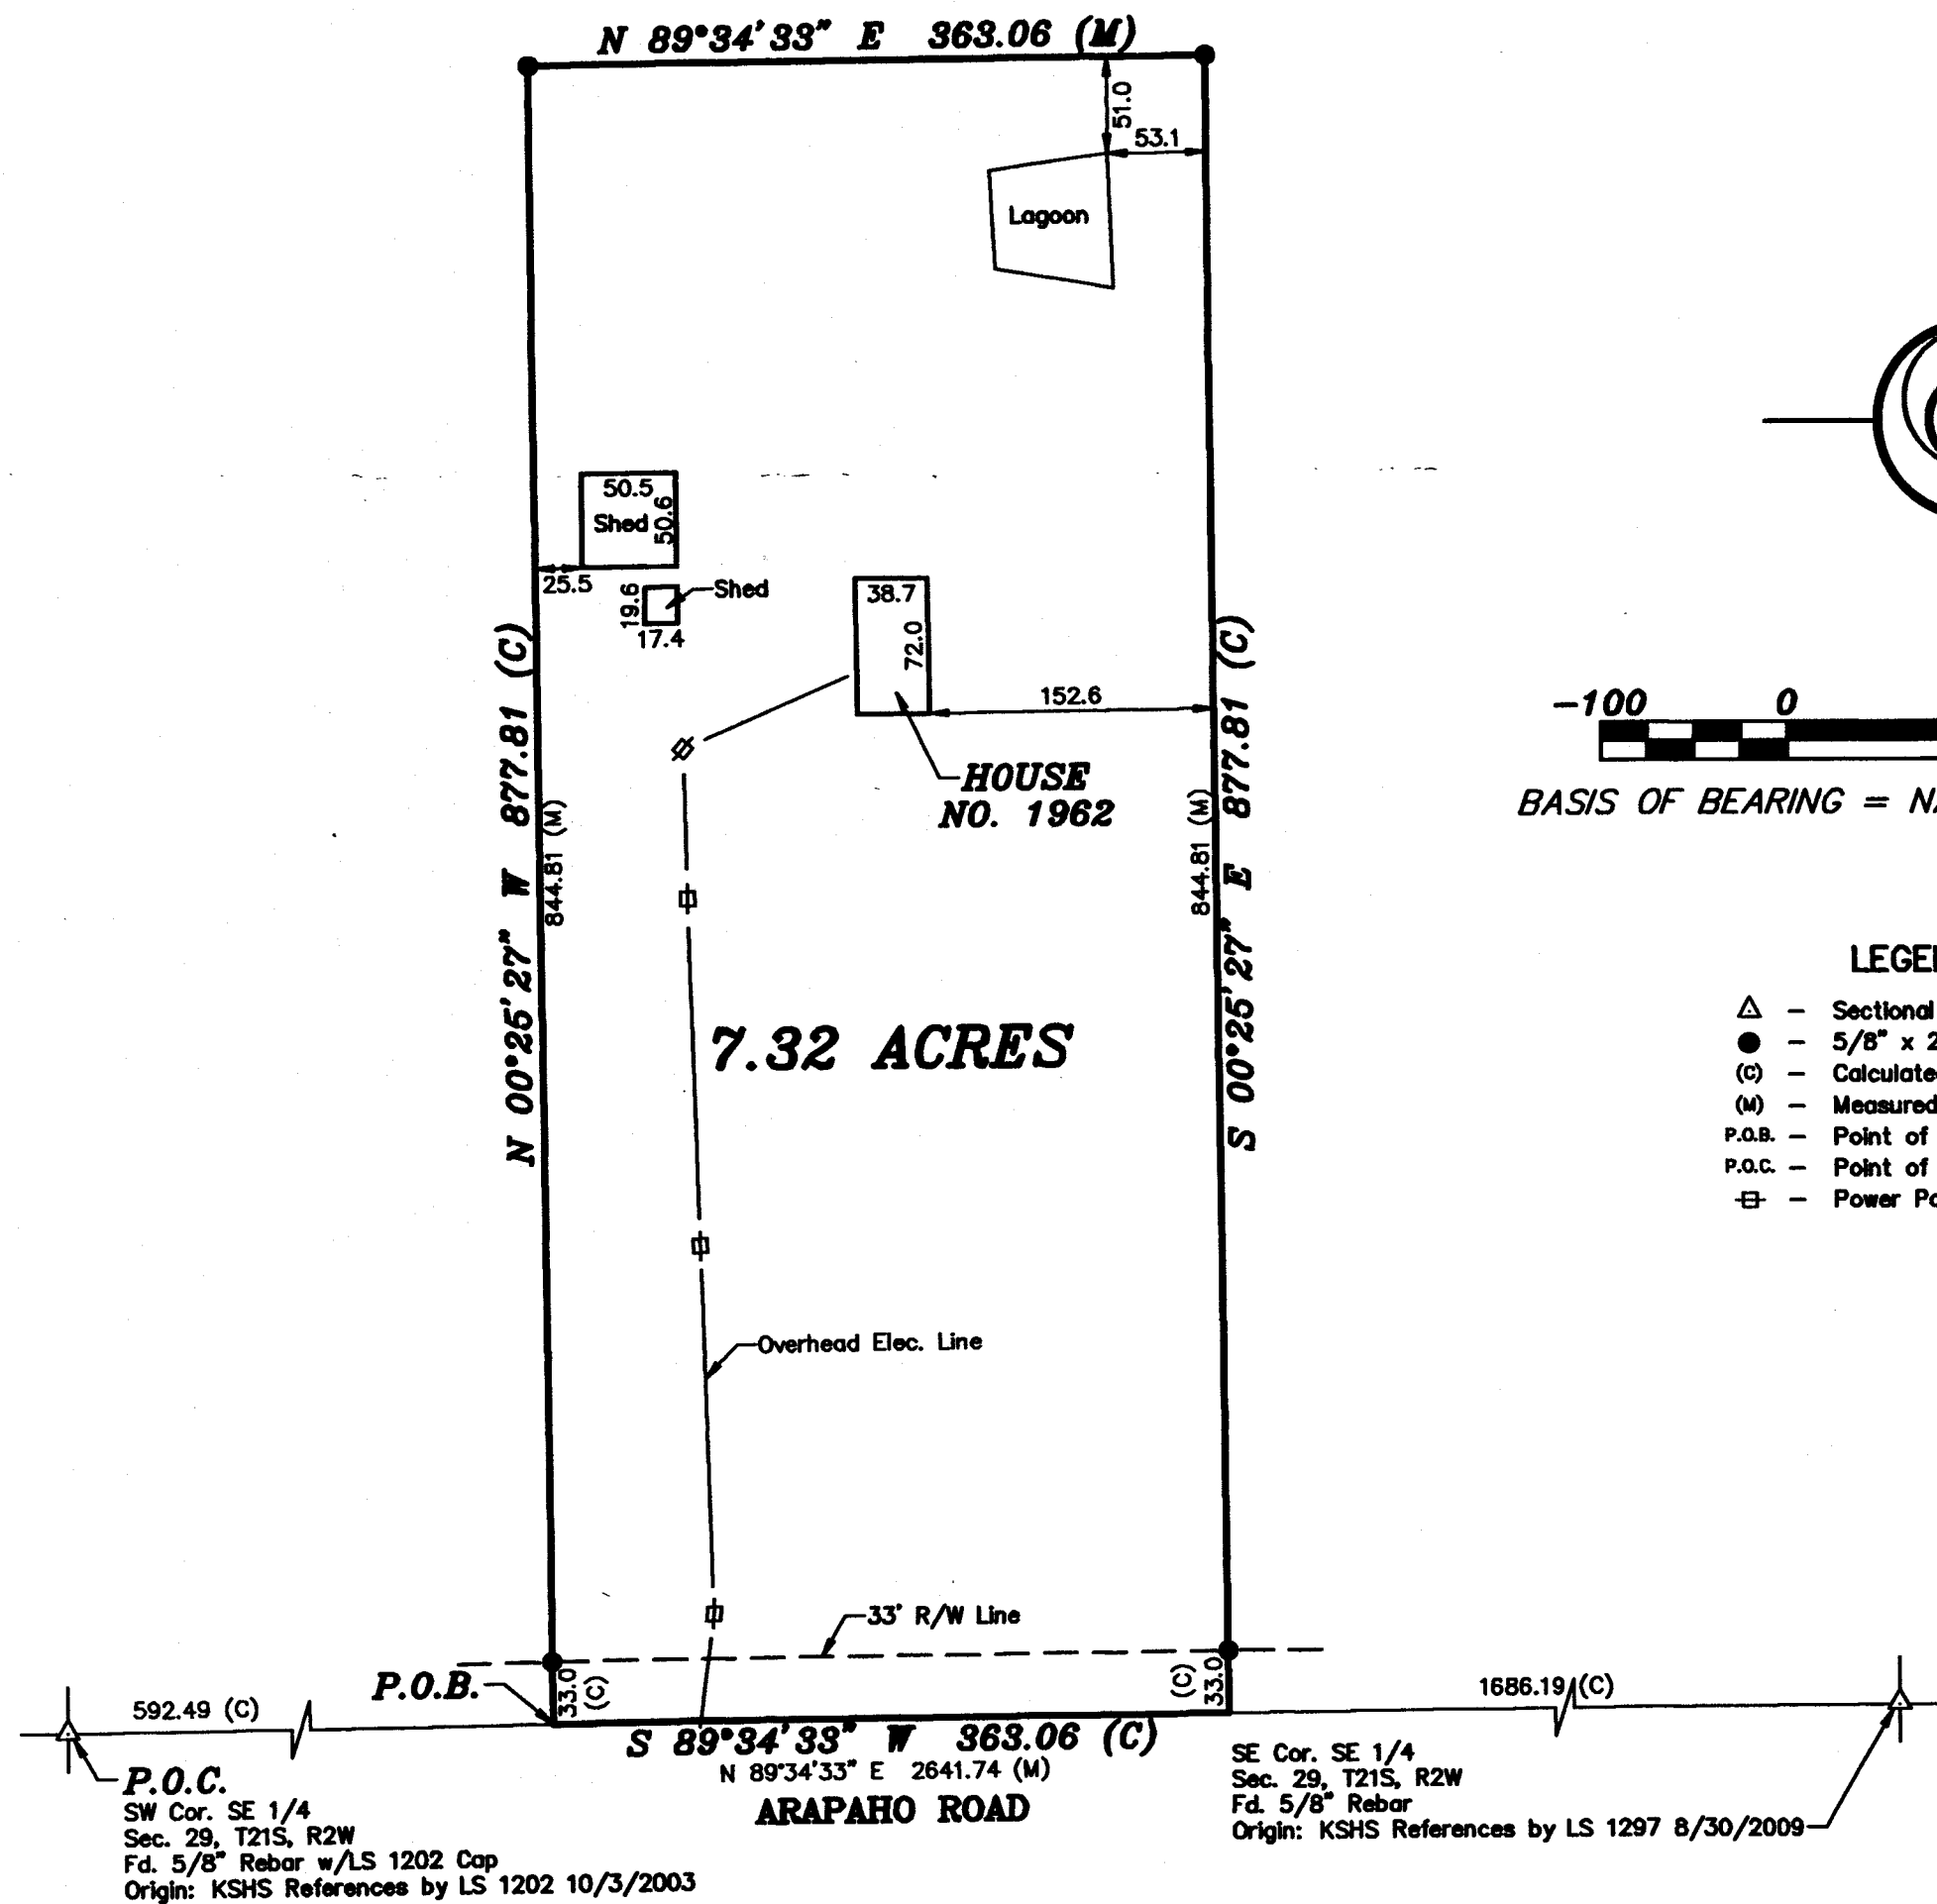 N 89°34'33" E 363.06 (M)
51.0
53.1
Lagoon
50.5
50.6
Shed
25.5
19.6
Shed
17.4
38.7
72.0
152.6
HOUSE
NO. 1962
N 00°25'27" W 877.81 (C)
844.81 (M)
844.81 (M)
S 00°25'27" E 877.81 (C)
-100 0
BASIS OF BEARING = N
LEGE
– Sectional
– 5/8" x 2
(C) – Calculate
(M) – Measured
P.O.B. – Point of
P.O.C. – Point of
– Power Po
7.32 ACRES
Overhead Elec. Line
33' R/W Line
P.O.B.
33.0
(C)
(C)
33.0
592.49 (C)
1686.19 (C)
S 89°34'33" W 363.06 (C)
N 89°34'33" E 2641.74 (M)
ARAPAHO ROAD
P.O.C.
SW Cor. SE 1/4
Sec. 29, T21S, R2W
Fd. 5/8" Rebar w/LS 1202 Cap
Origin: KSHS References by LS 1202 10/3/2003
SE Cor. SE 1/4
Sec. 29, T21S, R2W
Fd. 5/8" Rebar
Origin: KSHS References by LS 1297 8/30/2009